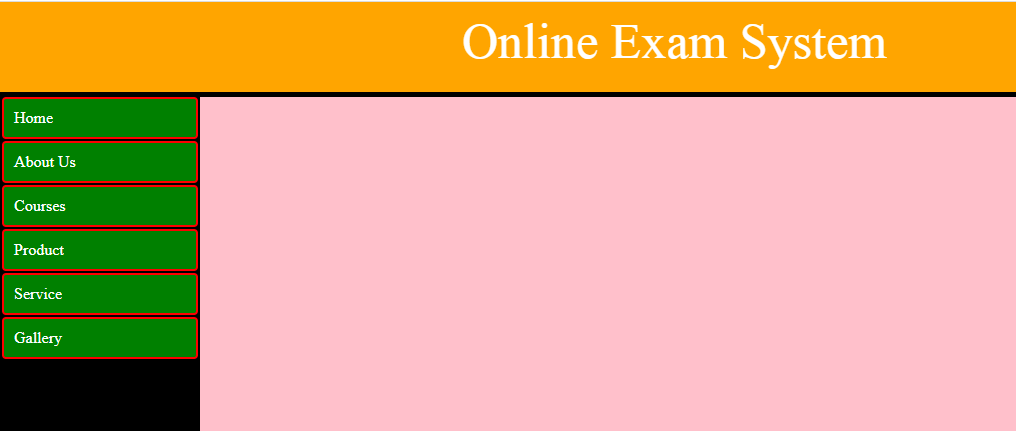 Online Exam System
Home
About Us
Courses
Product
Service
Gallery